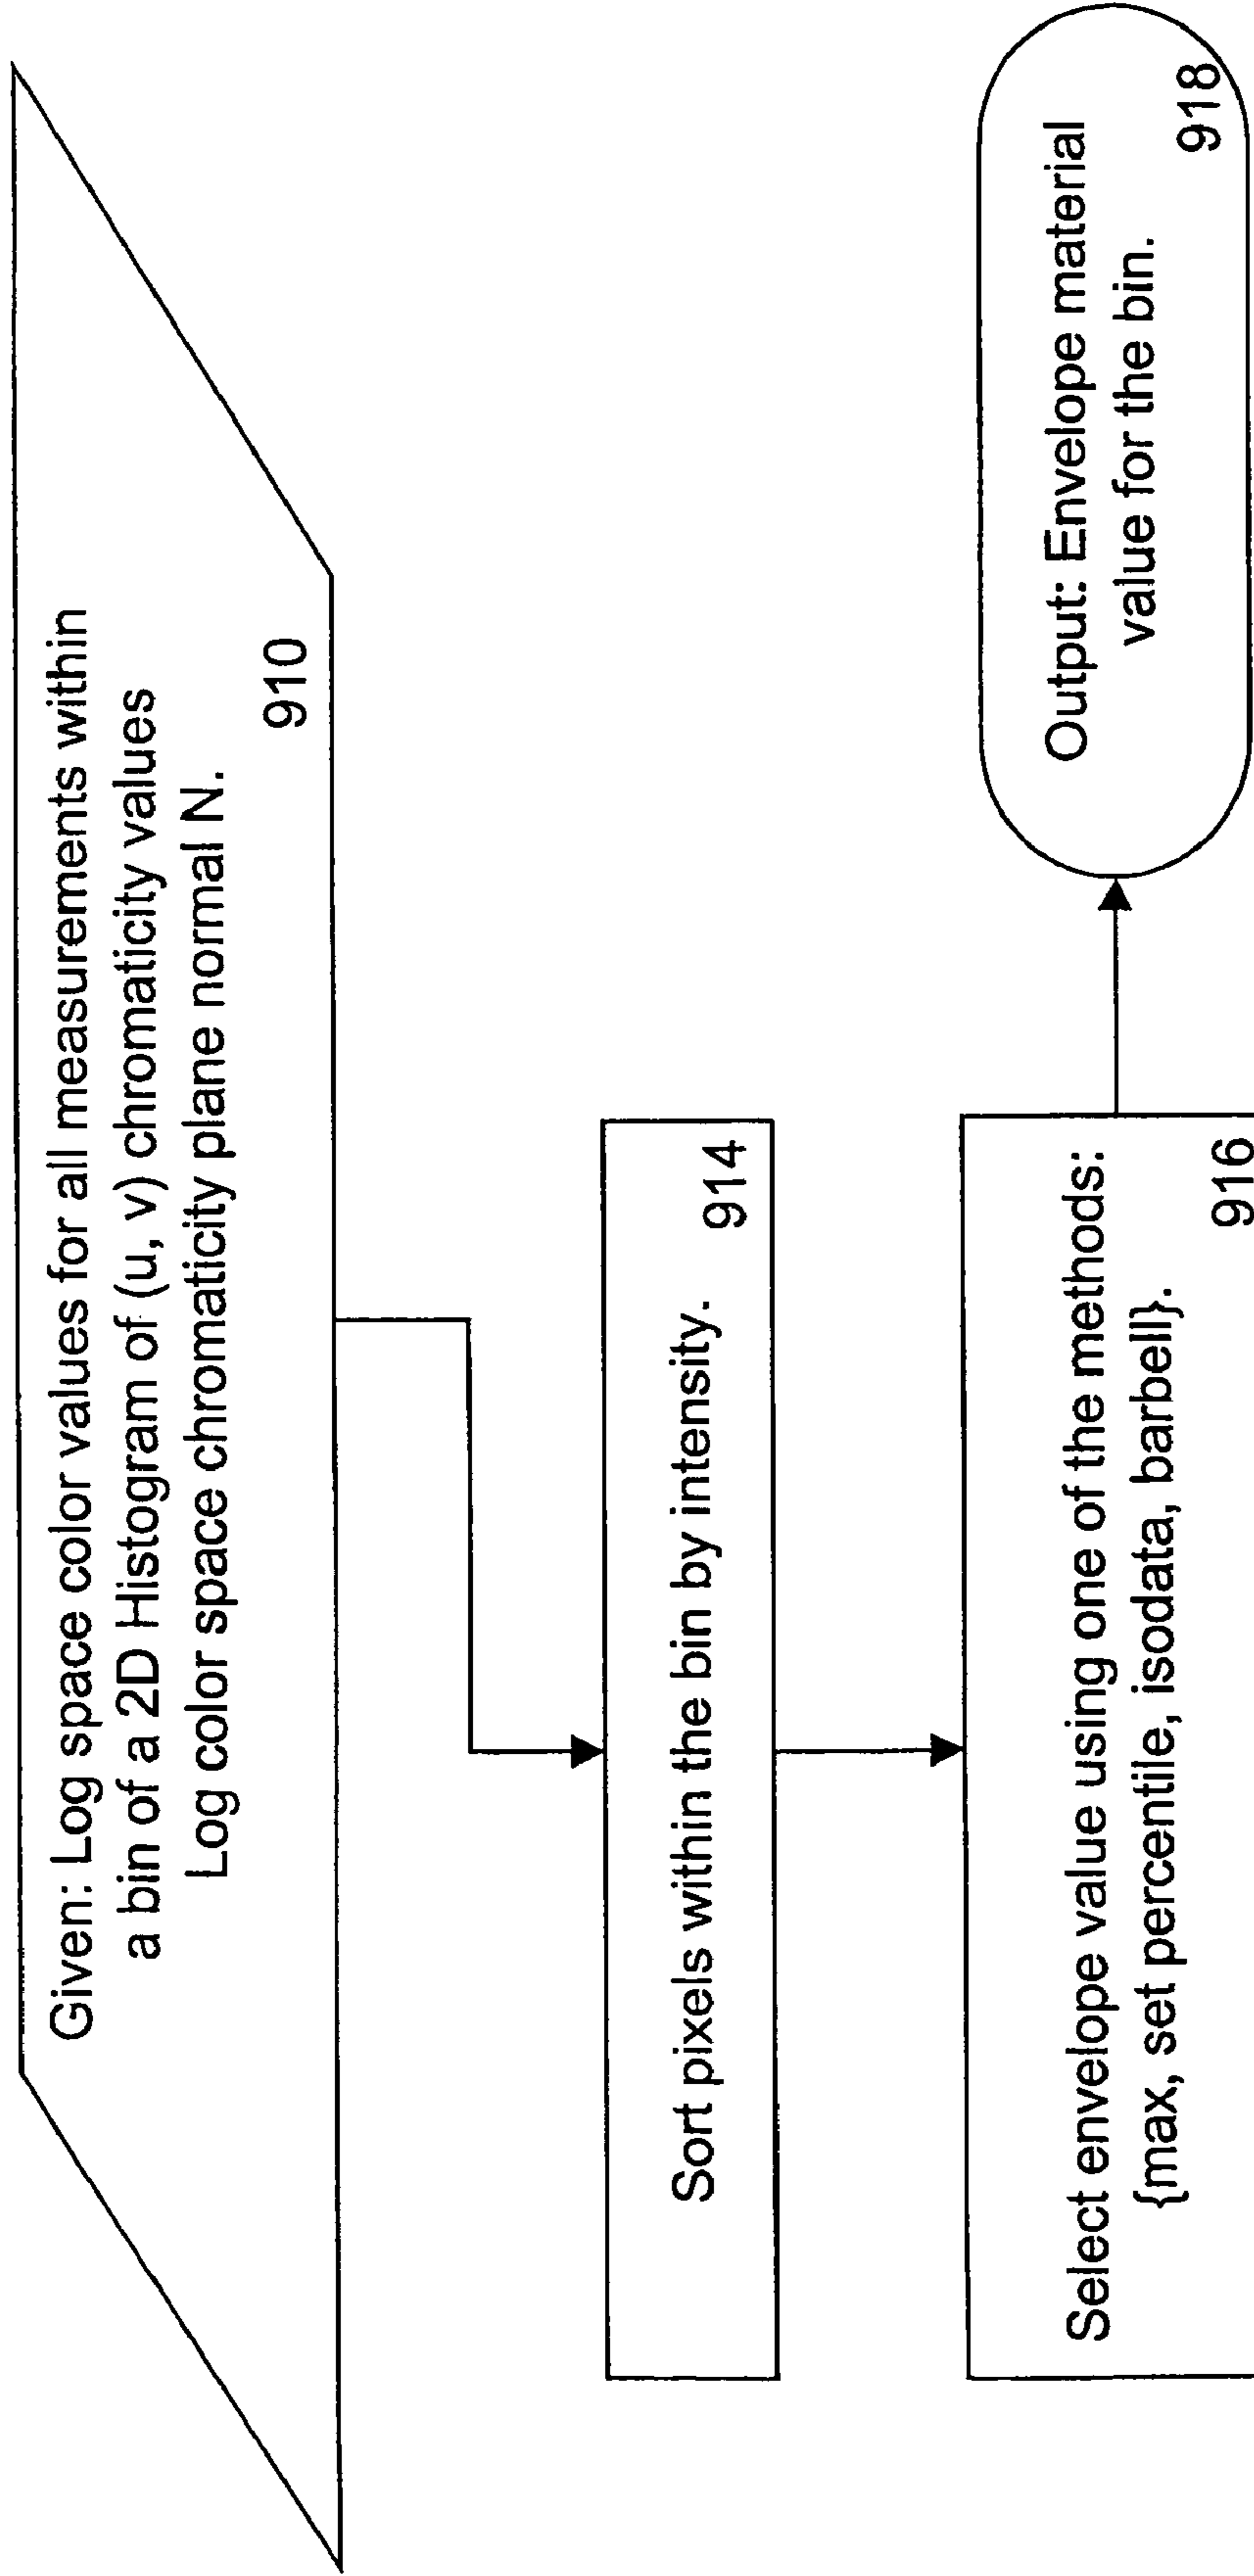 Given: Log space color values for all measurements within
a bin of a 2D Histogram of (u, v) chromaticity values
Log color space chromaticity plane normal N.
910
Sort pixels within the bin by intensity.
914
Select envelope value using one of the methods:
{max, set percentile, isodata, barbell}.
916
Output: Envelope material
value for the bin.
918